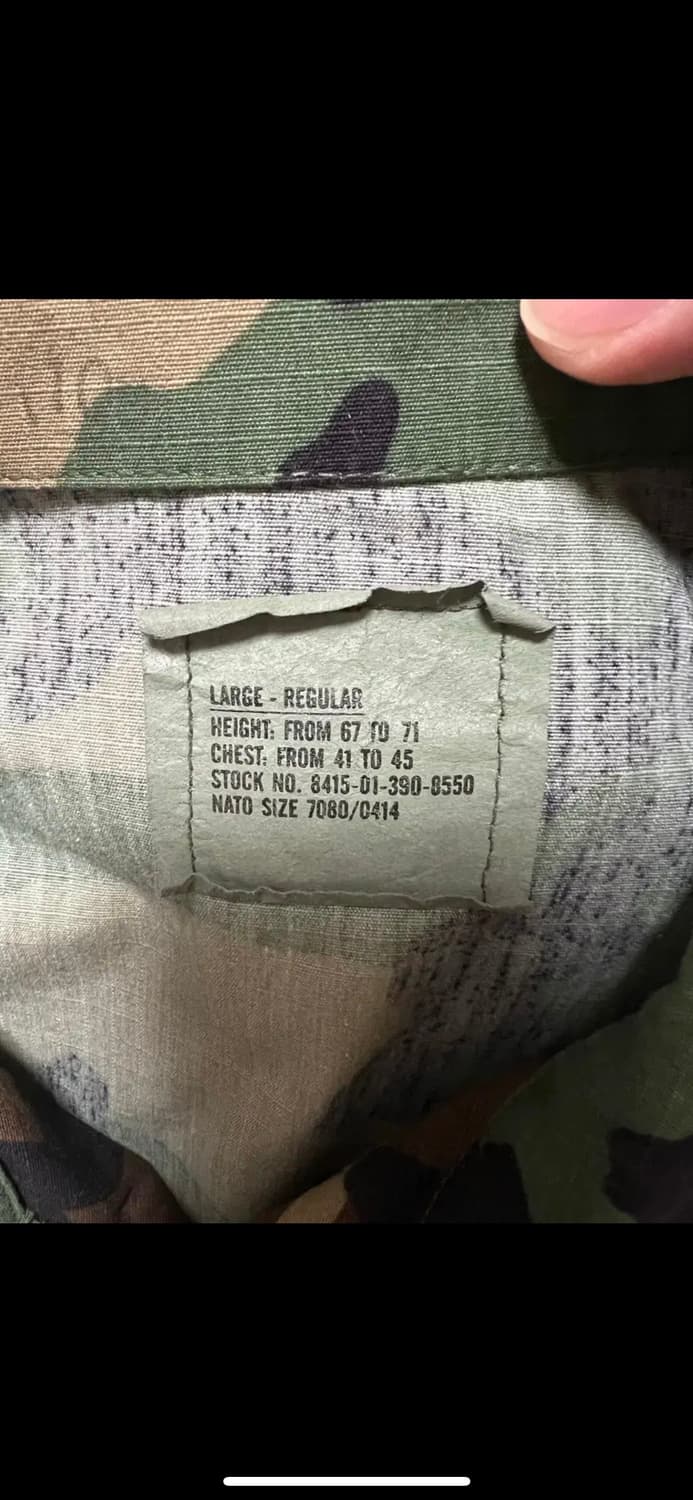 LARGE - REGULAR
HEIGHT: FROM 67 TO 71
CHEST: FROM 41 TO 45
STOCK NO. 8415-01-390-8550
NATO SIZE 7080/0414